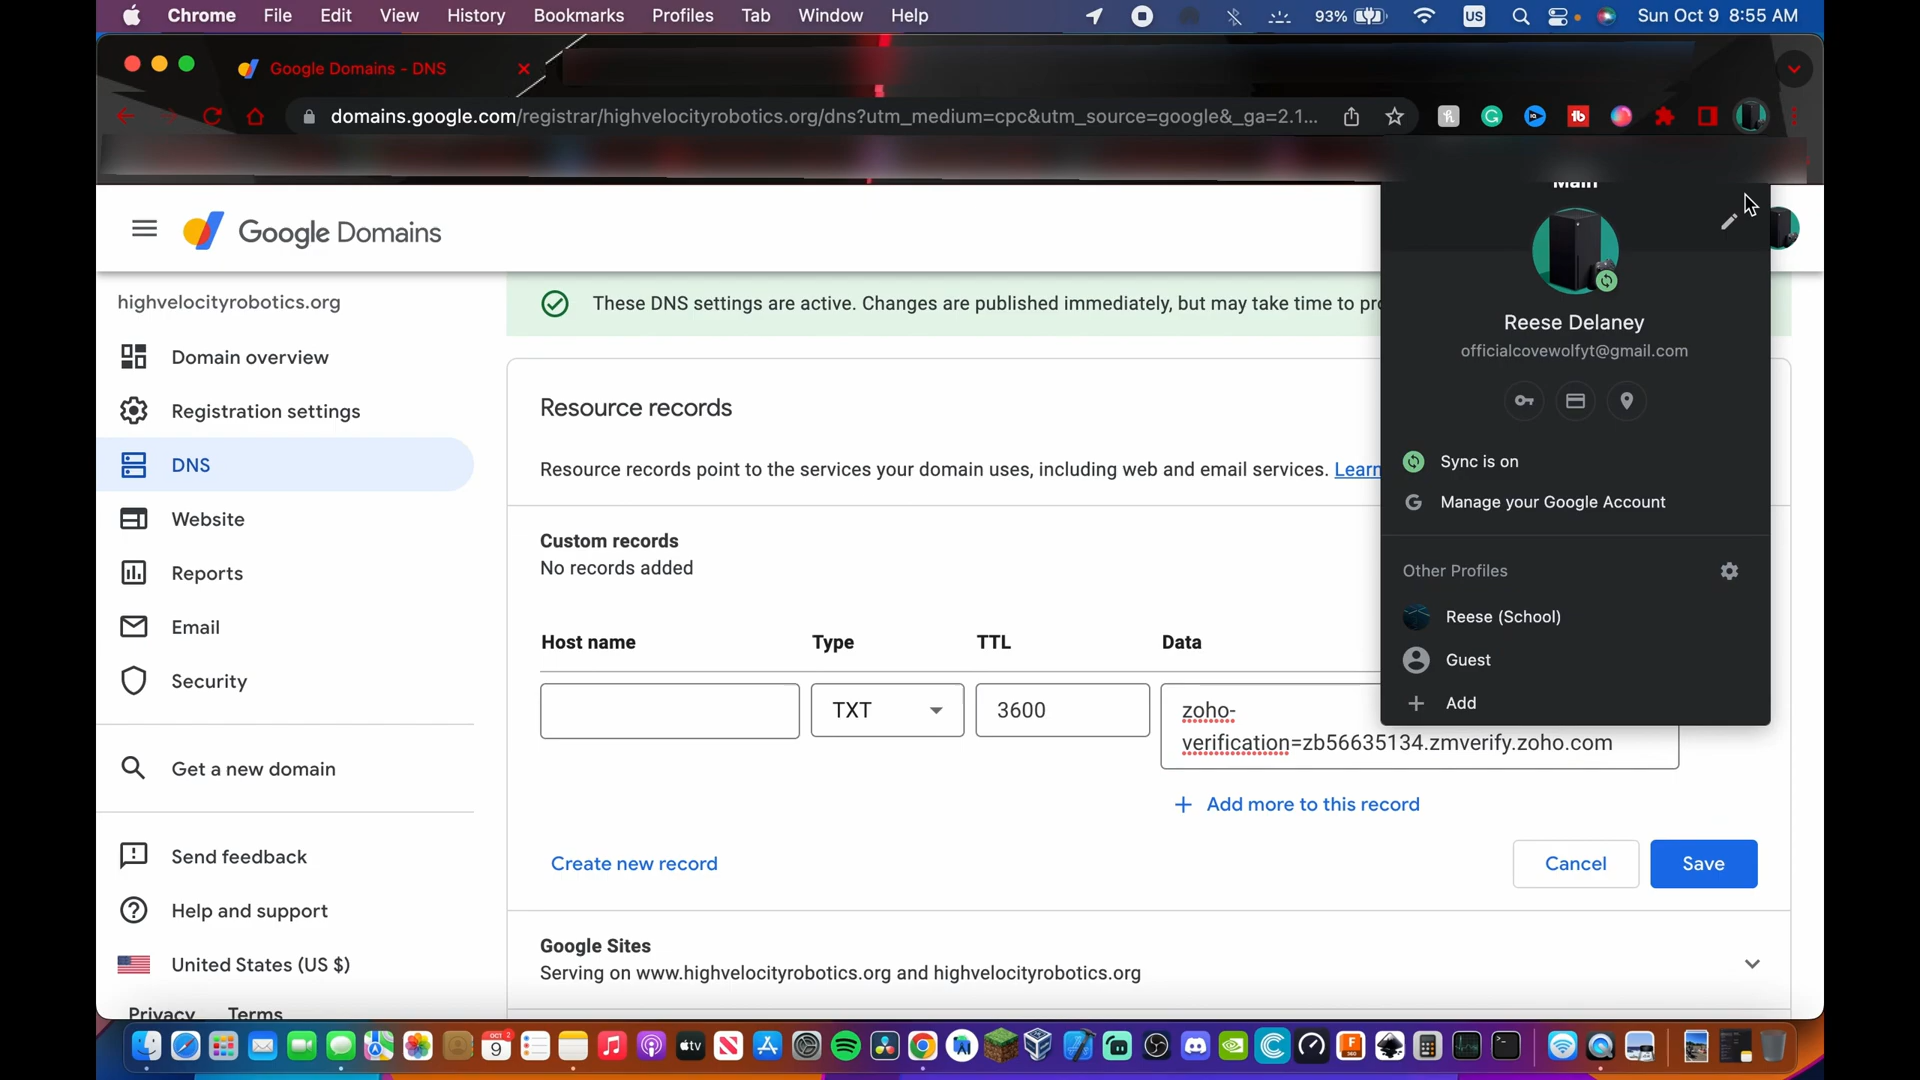 Chrome File Edit View History Bookmarks Profiles Tab Window Help 93% US Sun Oct 9 8:55 AM
Google Domains - DNS
domains.google.com/registrar/highvelocityrobotics.org/dns?utm_medium=cpc&utm_source=google&_ga=2.1...
Main
Google Domains
highvelocityrobotics.org
Domain overview
Registration settings
DNS
Website
Reports
Email
Security
Get a new domain
Send feedback
Help and support
United States (US $)
Privacy Terms
These DNS settings are active. Changes are published immediately, but may take time to
Resource records
Resource records point to the services your domain uses, including web and email services. Learn
Custom records
No records added
Host name Type TTL Data
TXT 3600 zoho-
verification=zb56635134.zmverify.zoho.com
+ Add more to this record
Create new record
Cancel Save
Google Sites
Serving on www.highvelocityrobotics.org and highvelocityrobotics.org
Reese Delaney
officialcovewolfyt@gmail.com
Sync is on
Manage your Google Account
Other Profiles
Reese (School)
Guest
+ Add
OCT
9
tv